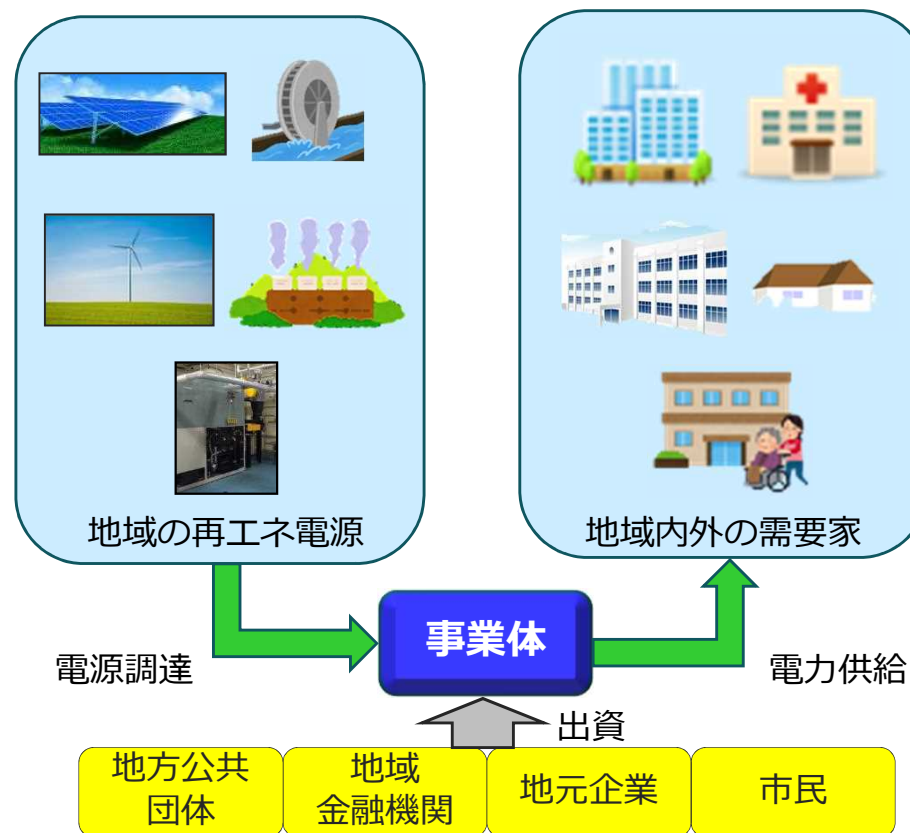 地域の再エネ電源
地域内外の需要家
事業体
電源調達
電力供給
出資
地方公共
団体
地域
金融機関
地元企業
市民